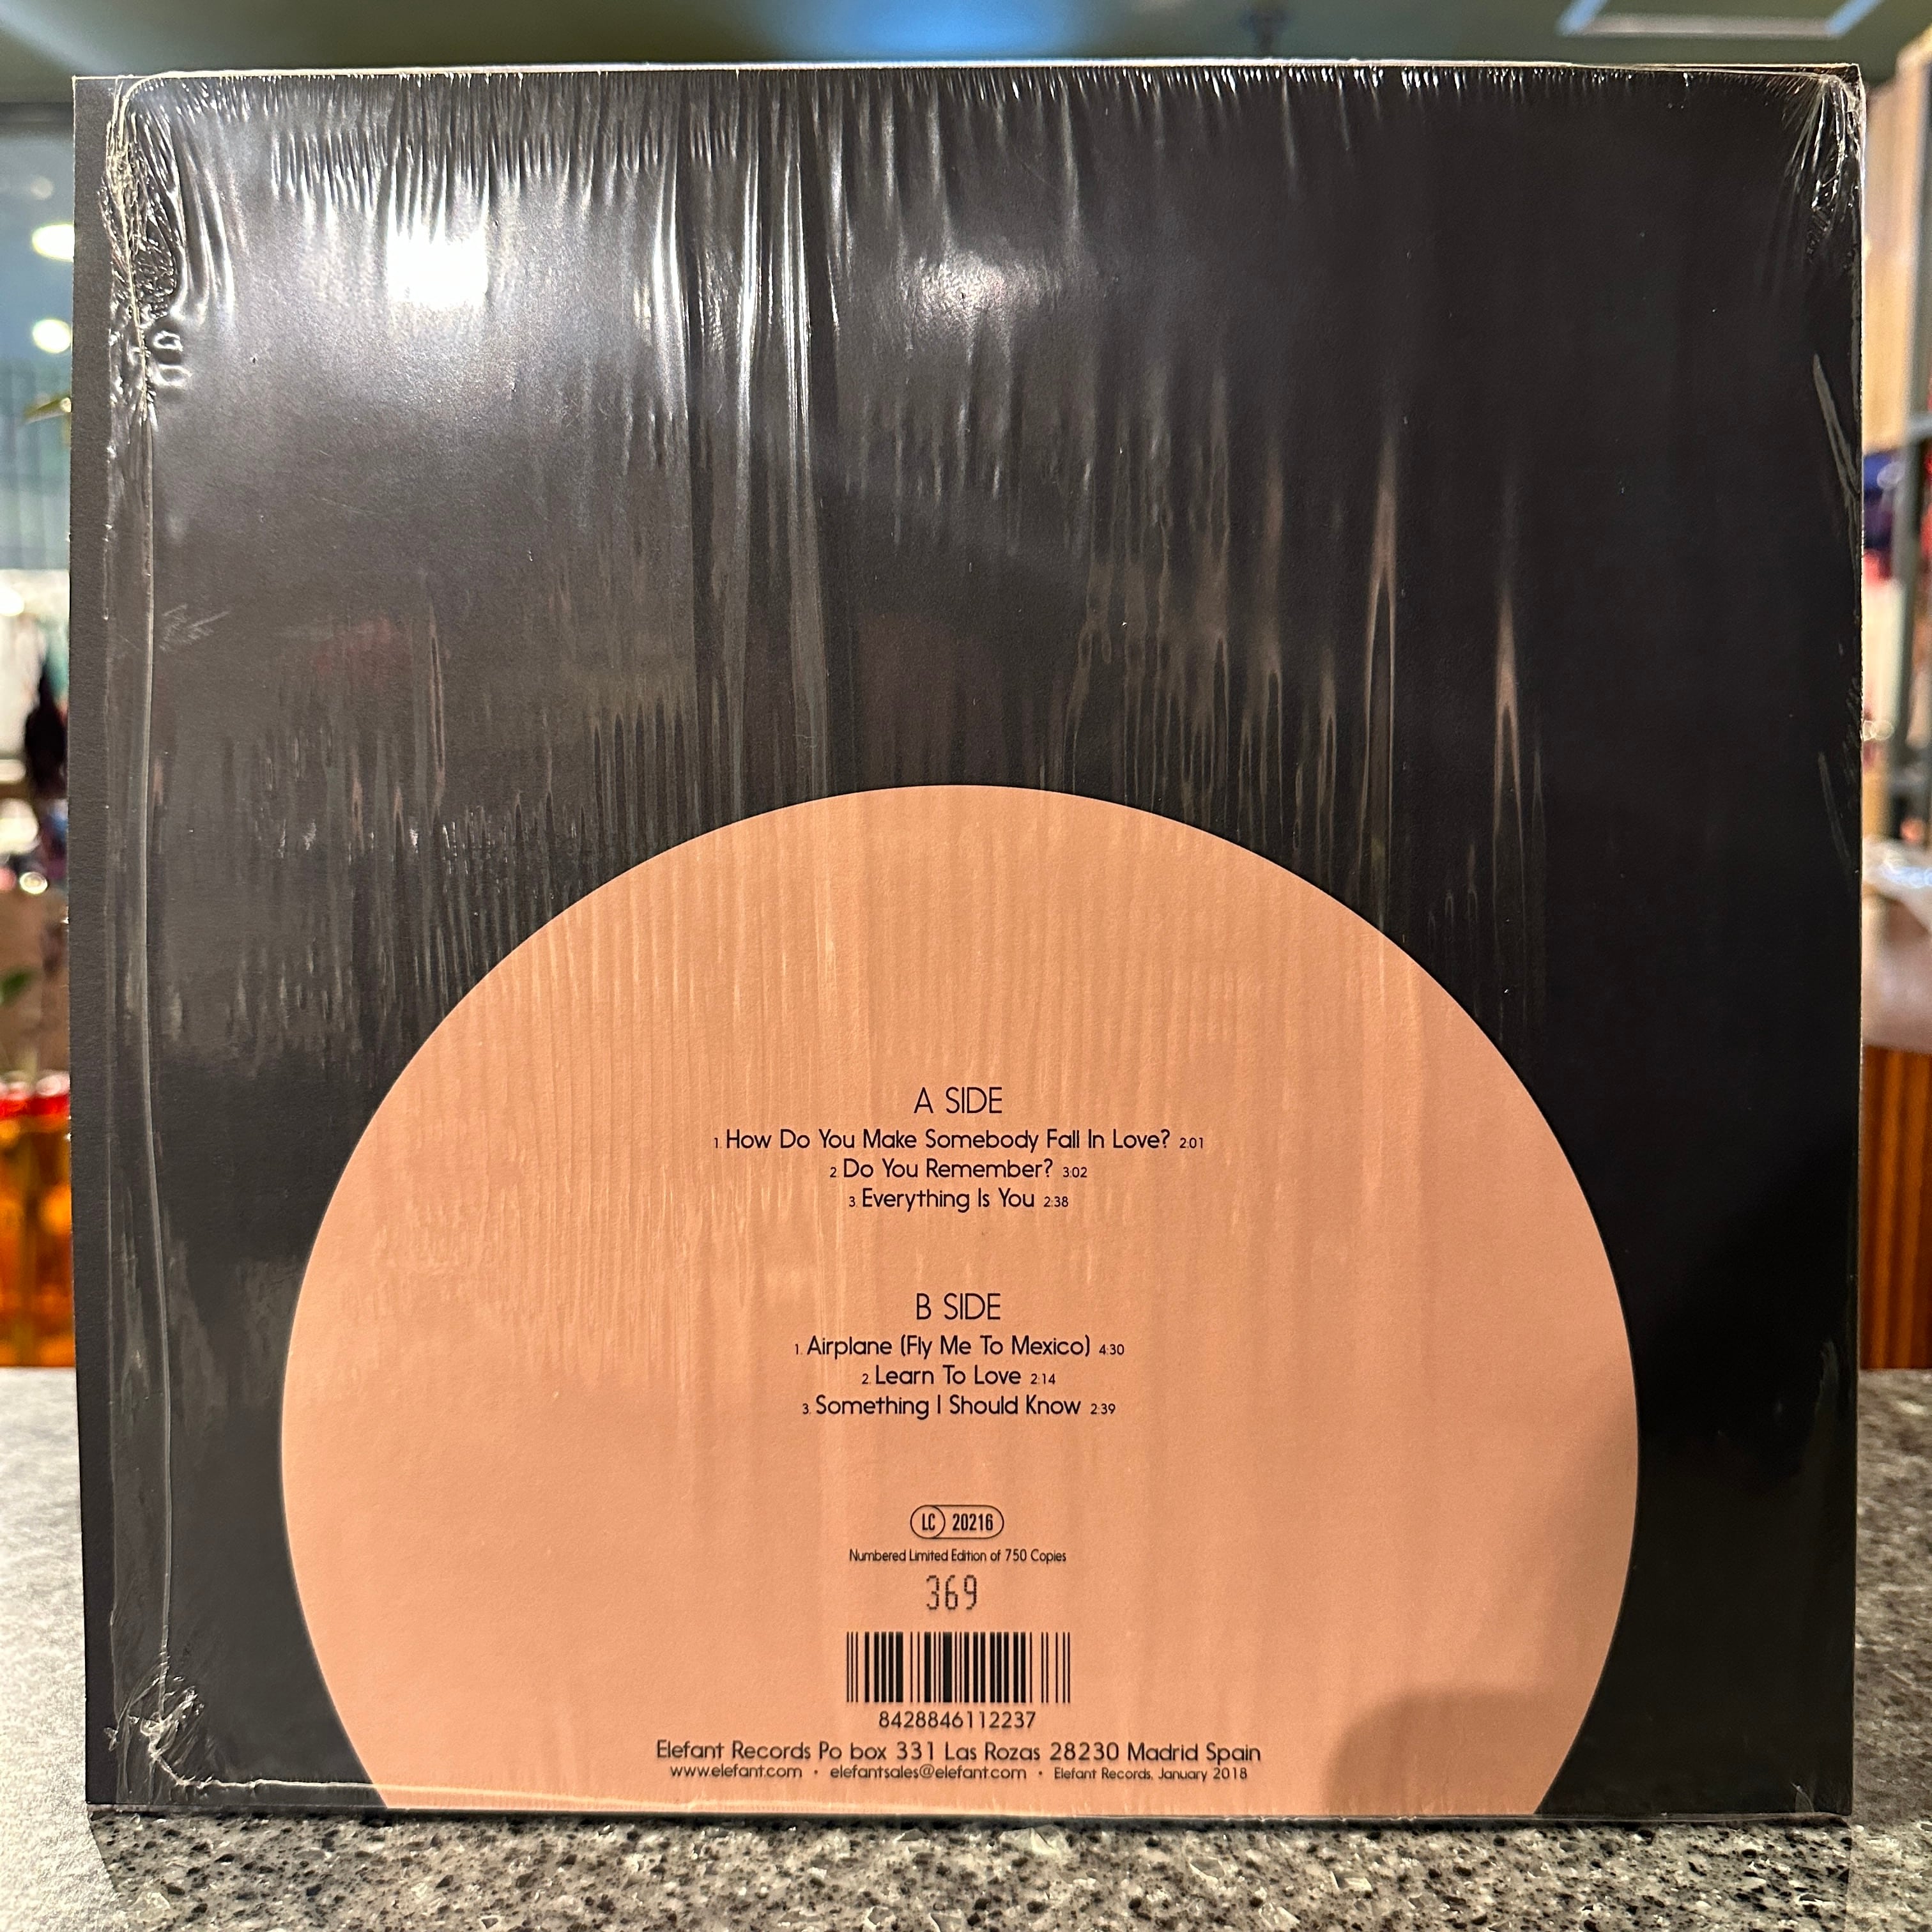 A SIDE
1. How Do You Make Somebody Fall In Love? 2:01
2. Do You Remember? 3:02
3. Everything Is You 2:38
B SIDE
1. Airplane (Fly Me To Mexico) 4:30
2. Learn To Love 2:14
3. Something I Should Know 2:39
LC 20216
Numbered Limited Edition of 750 Copies
369
8428846112237
Elefant Records Po box 331 Las Rozas 28230 Madrid Spain
www.elefant.com • elefantsales@elefant.com • Elefant Records, January 2018